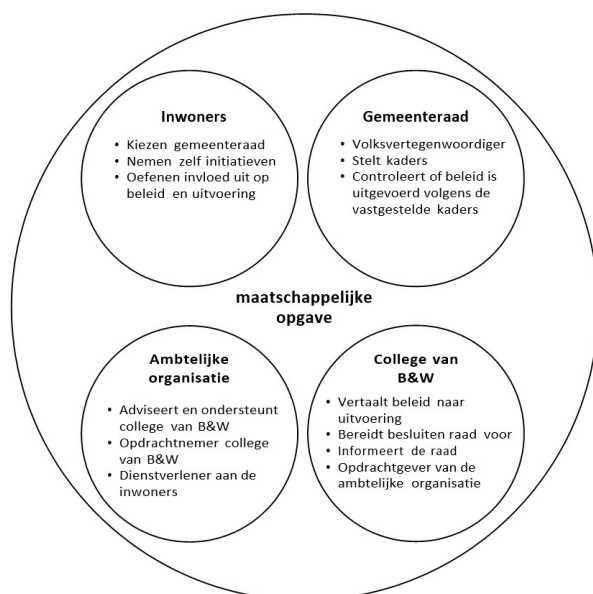 Inwoners
• Kiezen gemeenteraad
• Nemen zelf initiatieven
• Oefenen invloed uit op
beleid en uitvoering
Gemeenteraad
• Volksvertegenwoordiger
• Stelt kaders
• Controleert of beleid is
uitgevoerd volgens de
vastgestelde kaders
maatschappelijke
opgave
Ambtelijke
organisatie
• Adviseert en ondersteunt
college van B&W
• Opdrachtnemer college
van B&W
• Dienstverlener aan de
inwoners
College van
B&W
• Vertaalt beleid naar
uitvoering
• Bereidt besluiten raad voor
• Informeert de raad
• Opdrachtgever van de
ambtelijke organisatie